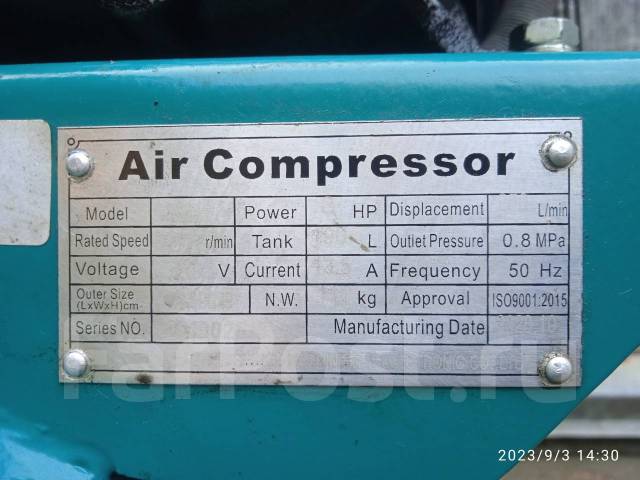 Air Compressor
Model Power HP Displacement L/min
Rated Speed r/min Tank L Outlet Pressure 0.8 MPa
Voltage V Current A Frequency 50 Hz
Outer Size (LxWxH)cm N.W. kg Approval ISO9001:2015
Series NO. Manufacturing Date
farPost.ru
2023/9/3 14:30